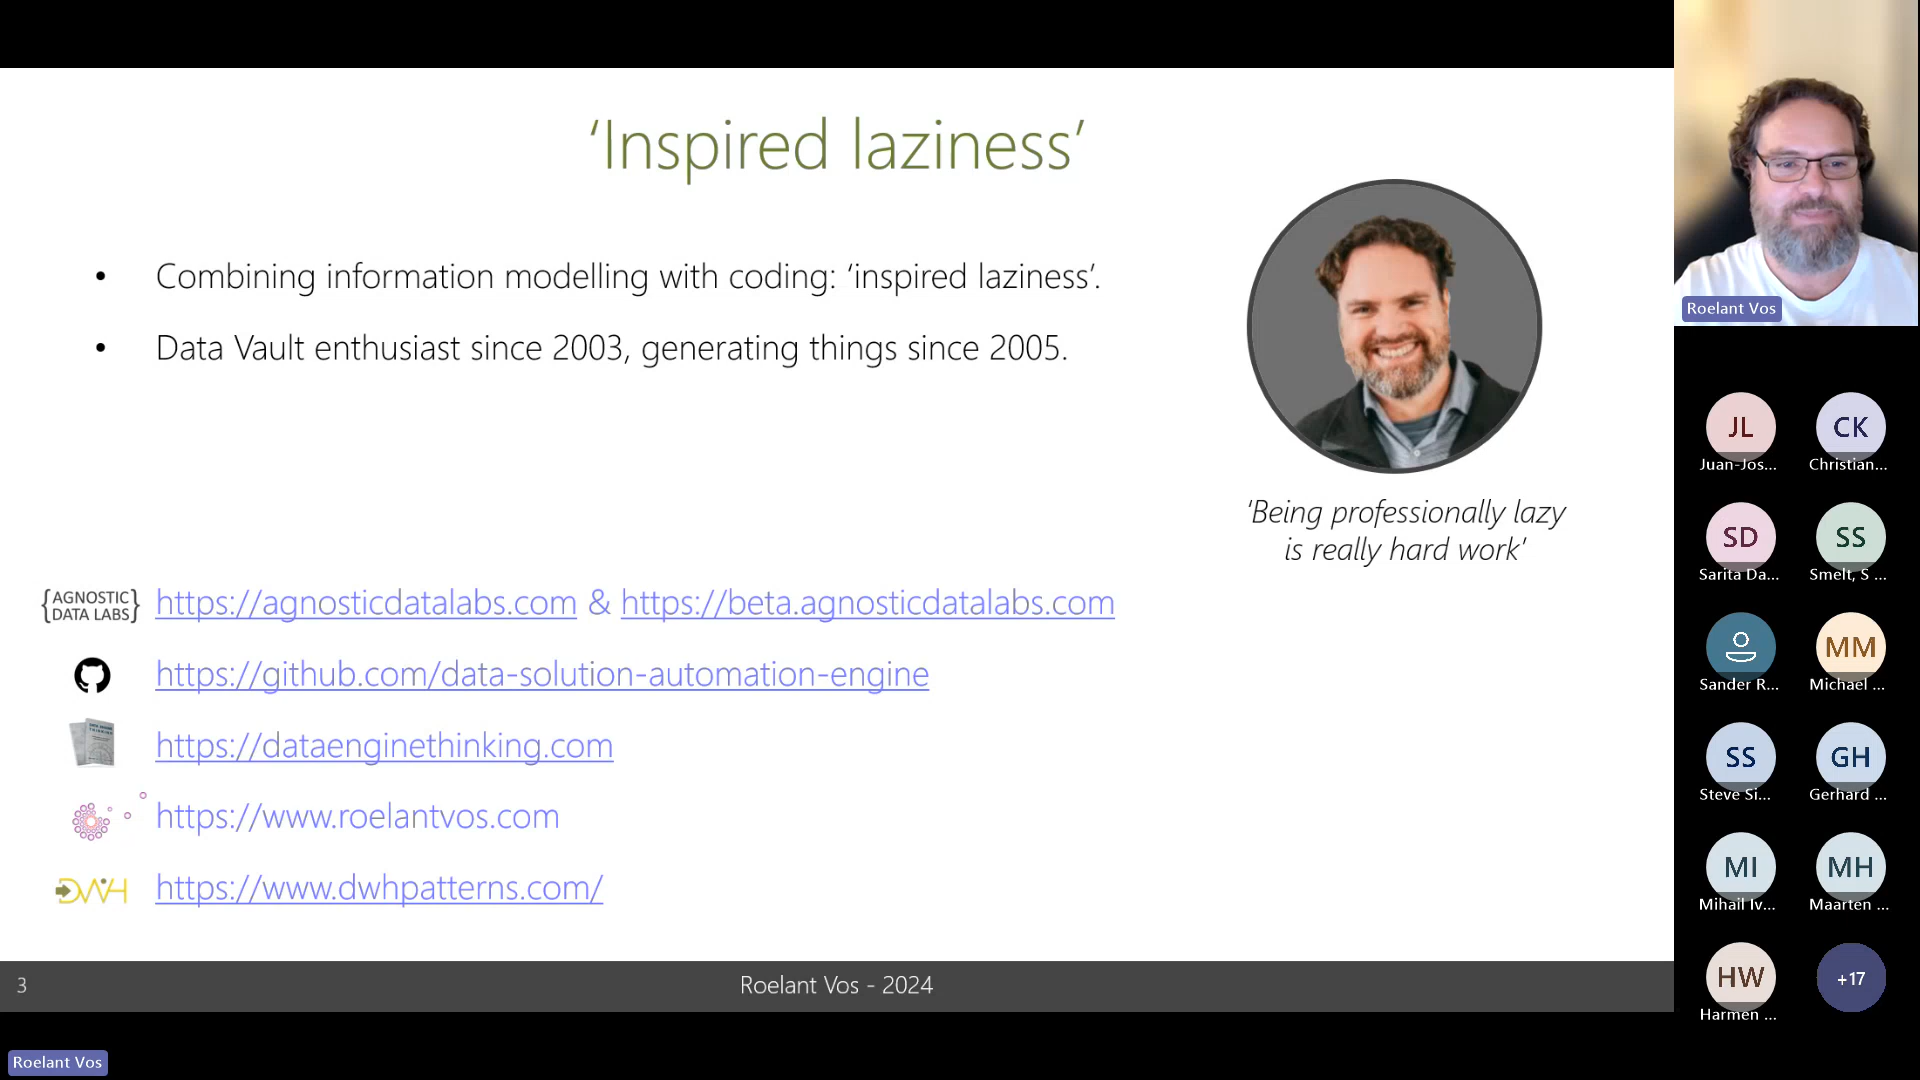 ‘Inspired laziness’
• Combining information modelling with coding: ‘inspired laziness’.
• Data Vault enthusiast since 2003, generating things since 2005.
‘Being professionally lazy
is really hard work’
{AGNOSTIC
DATA LABS}
https://agnosticdatalabs.com & https://beta.agnosticdatalabs.com
https://github.com/data-solution-automation-engine
https://dataenginethinking.com
https://www.roelantvos.com
DWH
https://www.dwhpatterns.com/
3
Roelant Vos - 2024
Roelant Vos
Roelant Vos
JL
Juan-Jos...
CK
Christian...
SD
Sarita Da...
SS
Smelt, S ...
Sander R...
MM
Michael ...
SS
Steve Si...
GH
Gerhard ...
MI
Mihail Iv...
MH
Maarten ...
HW
Harmen ...
+17